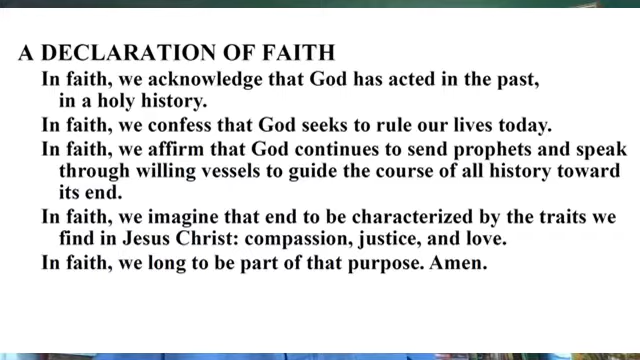 A DECLARATION OF FAITH
In faith, we acknowledge that God has acted in the past,
in a holy history.
In faith, we confess that God seeks to rule our lives today.
In faith, we affirm that God continues to send prophets and speak
through willing vessels to guide the course of all history toward
its end.
In faith, we imagine that end to be characterized by the traits we
find in Jesus Christ: compassion, justice, and love.
In faith, we long to be part of that purpose. Amen.